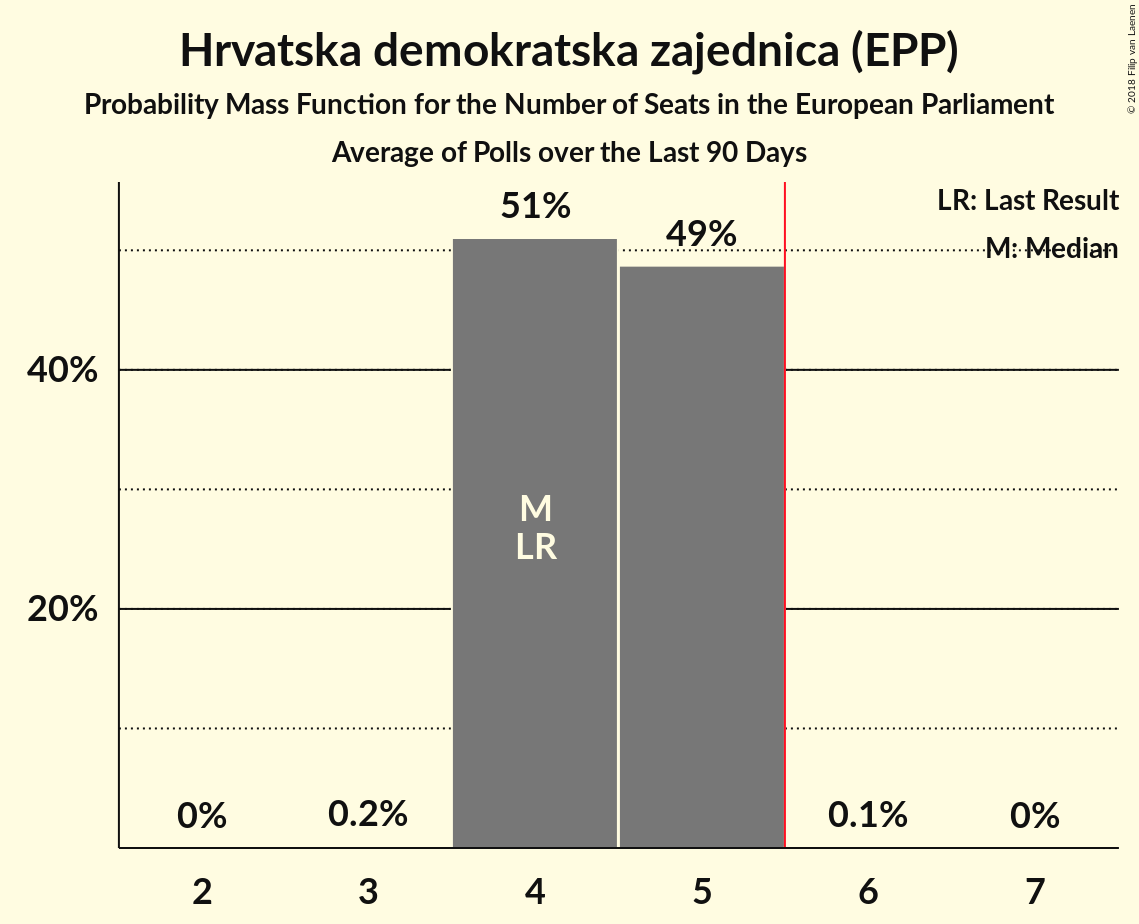 Hrvatska demokratska zajednica (EPP)
Probability Mass Function for the Number of Seats in the European Parliament
Average of Polls over the Last 90 Days
© 2018 Filip van Laenen
LR: Last Result
M: Median
51%
49%
40%
20%
M
LR
0%
0.2%
0.1%
0%
2 3 4 5 6 7